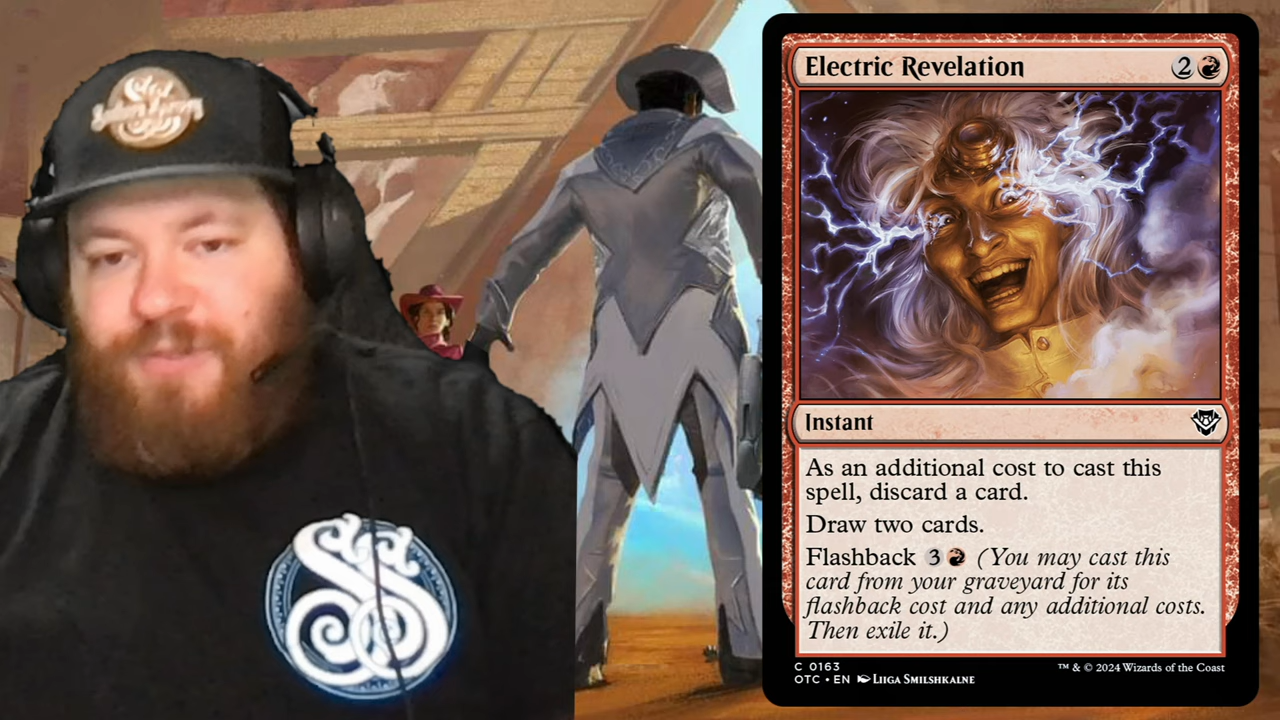 Electric Revelation 2
Instant
As an additional cost to cast this
spell, discard a card.
Draw two cards.
Flashback 3 (You may cast this
card from your graveyard for its
flashback cost and any additional costs.
Then exile it.)
C 0163
™ & © 2024 Wizards of the Coast
OTC • EN LIIGA SMILSHKALNE